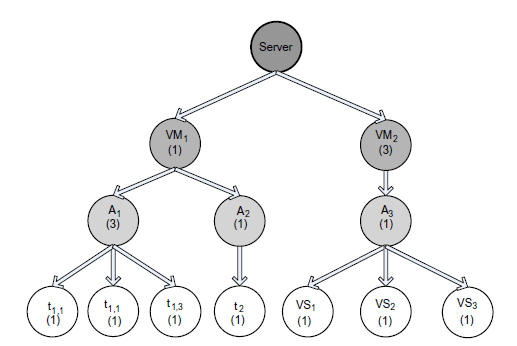 Server
VM1
(1)
VM2
(3)
A1
(3)
A2
(1)
A3
(1)
t1,1
(1)
t1,1
(1)
t1,3
(1)
t2
(1)
VS1
(1)
VS2
(1)
VS3
(1)